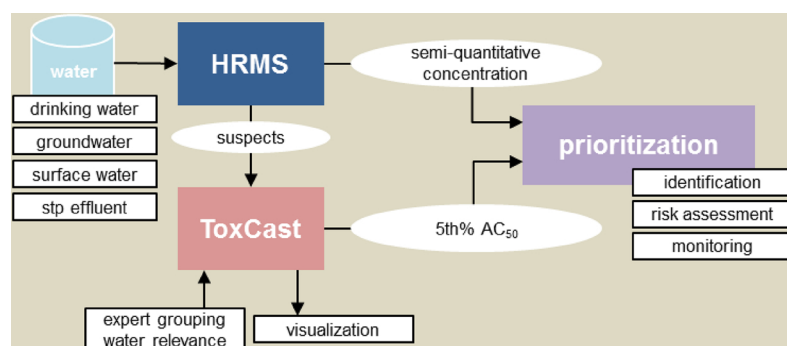 water
drinking water
groundwater
surface water
stp effluent
HRMS
suspects
ToxCast
expert grouping
water relevance
visualization
semi-quantitative
concentration
5th% AC₅₀
prioritization
identification
risk assessment
monitoring